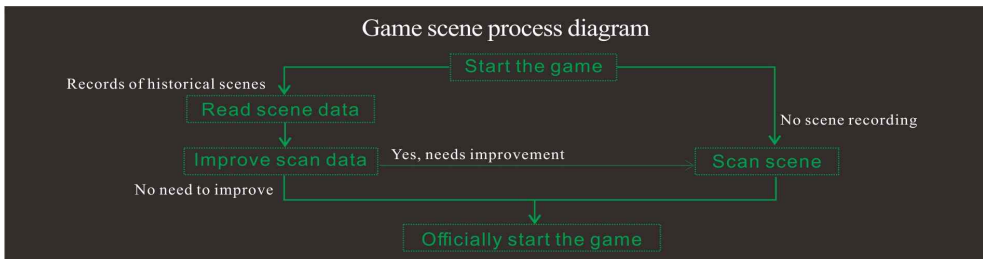 Game scene process diagram
Start the game
Records of historical scenes
Read scene data
No scene recording
Improve scan data
Yes, needs improvement
Scan scene
No need to improve
Officially start the game